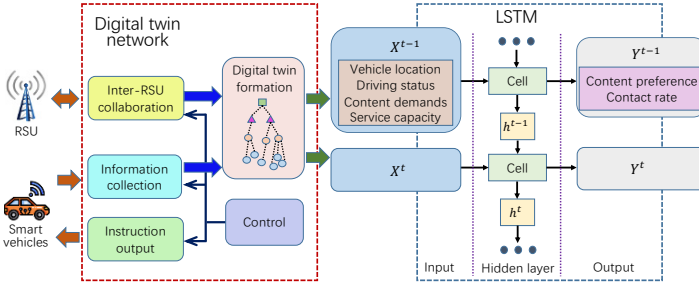 Digital twin
network
LSTM
RSU
Inter-RSU
collaboration
Digital twin
formation
Information
collection
Smart
vehicles
Instruction
output
Control
X^{t-1}
Vehicle location
Driving status
Content demands
Service capacity
X^t
Cell
h^{t-1}
Cell
h^t
Y^{t-1}
Content preference
Contact rate
Y^t
Input
Hidden layer
Output